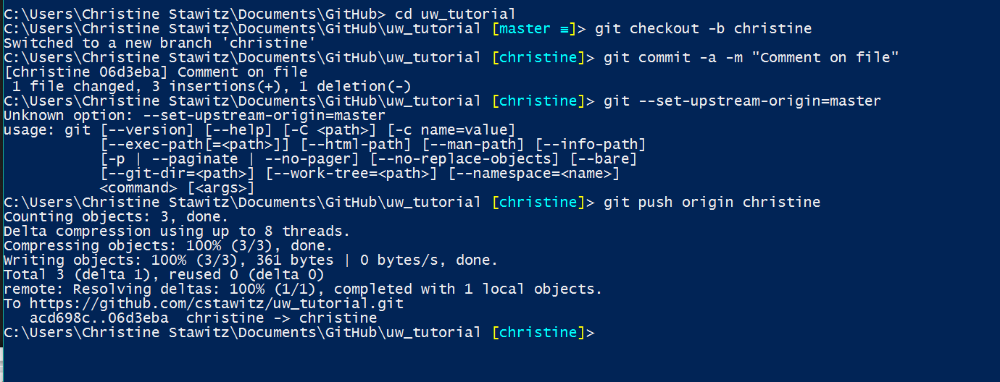 C:\Users\Christine Stawitz\Documents\GitHub> cd uw_tutorial
C:\Users\Christine Stawitz\Documents\GitHub\uw_tutorial [master ≡]> git checkout -b christine
Switched to a new branch 'christine'
C:\Users\Christine Stawitz\Documents\GitHub\uw_tutorial [christine]> git commit -a -m "Comment on file"
[christine 06d3eba] Comment on file
 1 file changed, 3 insertions(+), 1 deletion(-)
C:\Users\Christine Stawitz\Documents\GitHub\uw_tutorial [christine]> git --set-upstream-origin=master
Unknown option: --set-upstream-origin=master
usage: git [--version] [--help] [-C <path>] [-c name=value]
           [--exec-path[=<path>]] [--html-path] [--man-path] [--info-path]
           [-p | --paginate | --no-pager] [--no-replace-objects] [--bare]
           [--git-dir=<path>] [--work-tree=<path>] [--namespace=<name>]
           <command> [<args>]
C:\Users\Christine Stawitz\Documents\GitHub\uw_tutorial [christine]> git push origin christine
Counting objects: 3, done.
Delta compression using up to 8 threads.
Compressing objects: 100% (3/3), done.
Writing objects: 100% (3/3), 361 bytes | 0 bytes/s, done.
Total 3 (delta 1), reused 0 (delta 0)
remote: Resolving deltas: 100% (1/1), completed with 1 local objects.
To https://github.com/cstawitz/uw_tutorial.git
   acd698c..06d3eba  christine -> christine
C:\Users\Christine Stawitz\Documents\GitHub\uw_tutorial [christine]>